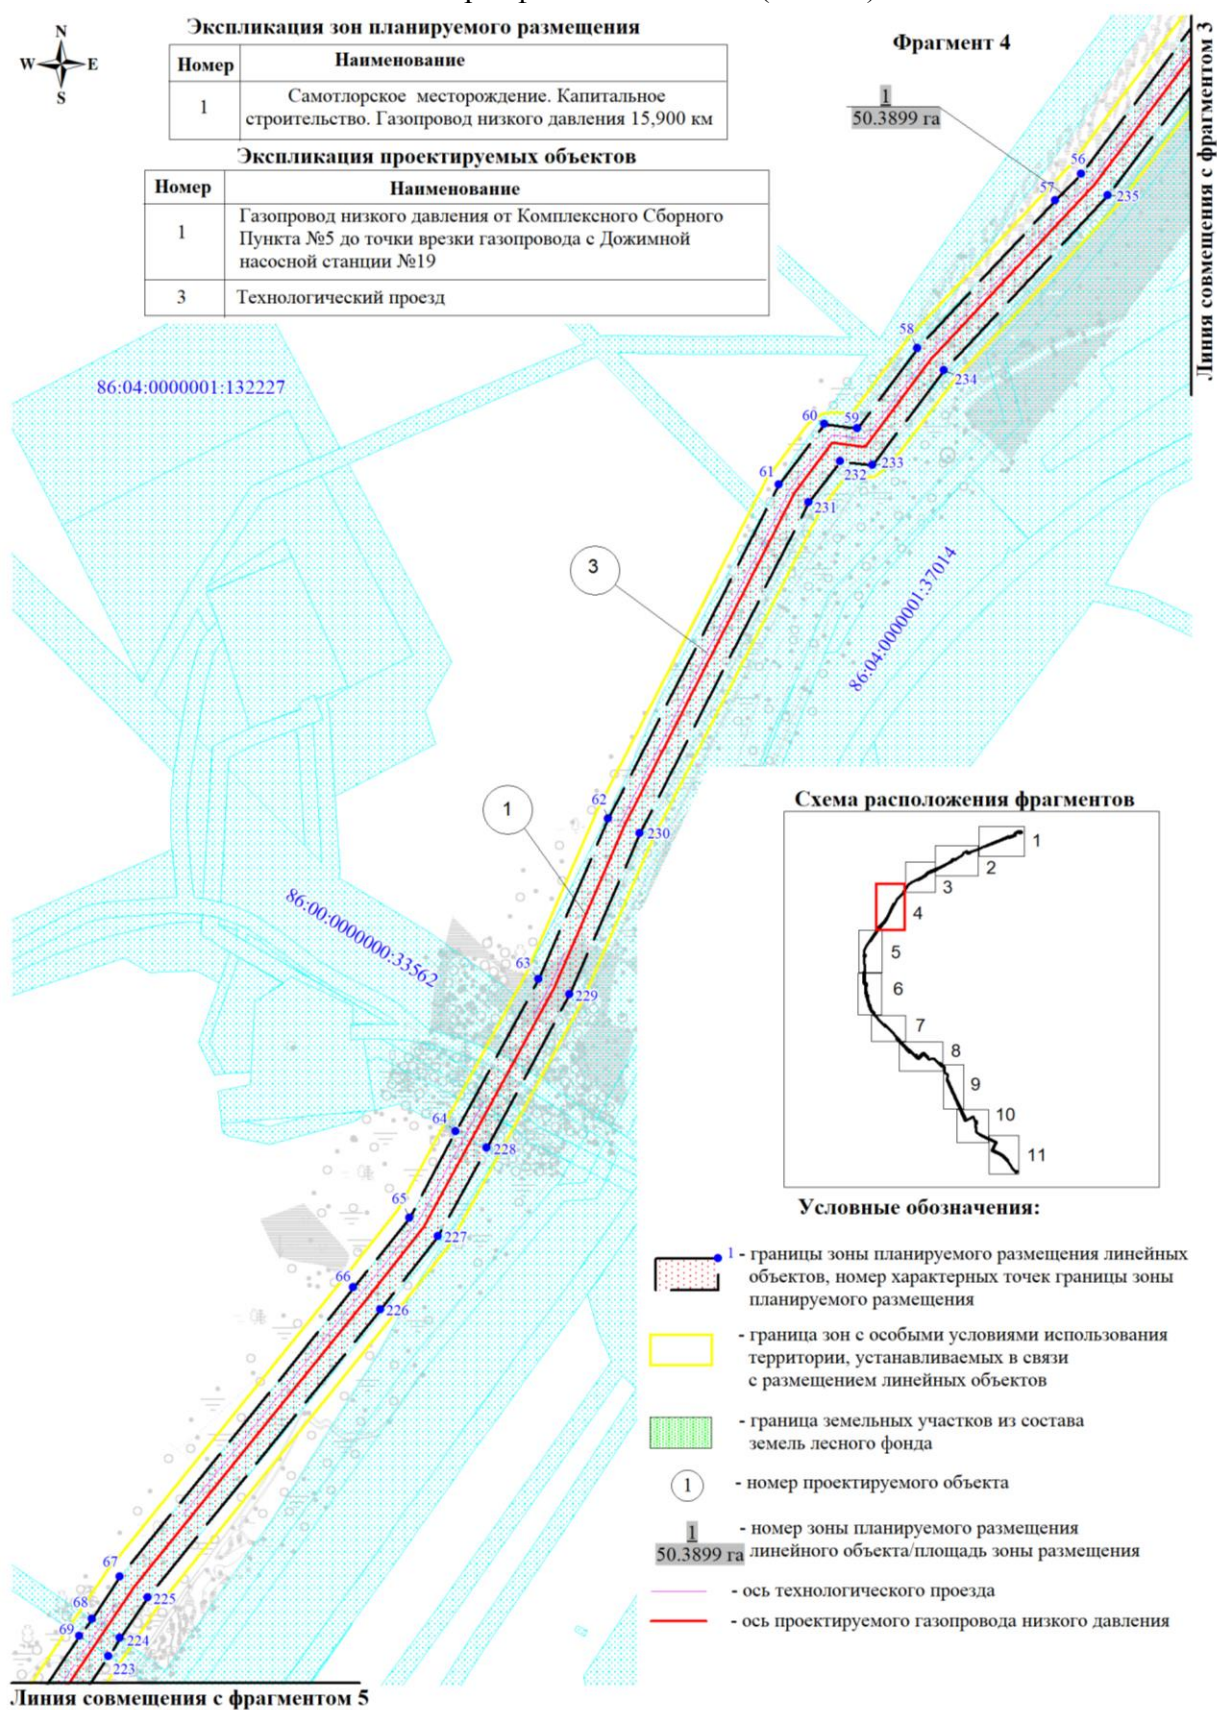 N
W E
S
Экспликация зон планируемого размещения
Номер Наименование
1 Самотлорское месторождение. Капитальное
строительство. Газопровод низкого давления 15,900 км
Экспликация проектируемых объектов
Номер Наименование
1 Газопровод низкого давления от Комплексного Сборного
Пункта №5 до точки врезки газопровода с Дожимной
насосной станции №19
3 Технологический проезд
Фрагмент 4
1
50.3899 га
Линия совмещения с фрагментом 3
56
57
235
58
234
86:04:0000001:132227
60
59
233
232
61
231
3
86:04:0000001:37014
62
1
230
86:00:0000000:33562
63
229
64
228
65
227
66
226
67
225
68
69
224
223
Линия совмещения с фрагментом 5
Схема расположения фрагментов
1
2
3
4
5
6
7
8
9
10
11
Условные обозначения:
1 - границы зоны планируемого размещения линейных
объектов, номер характерных точек границы зоны
планируемого размещения
- граница зон с особыми условиями использования
территории, устанавливаемых в связи
с размещением линейных объектов
- граница земельных участков из состава
земель лесного фонда
1 - номер проектируемого объекта
1 - номер зоны планируемого размещения
50.3899 га линейного объекта/площадь зоны размещения
- ось технологического проезда
- ось проектируемого газопровода низкого давления